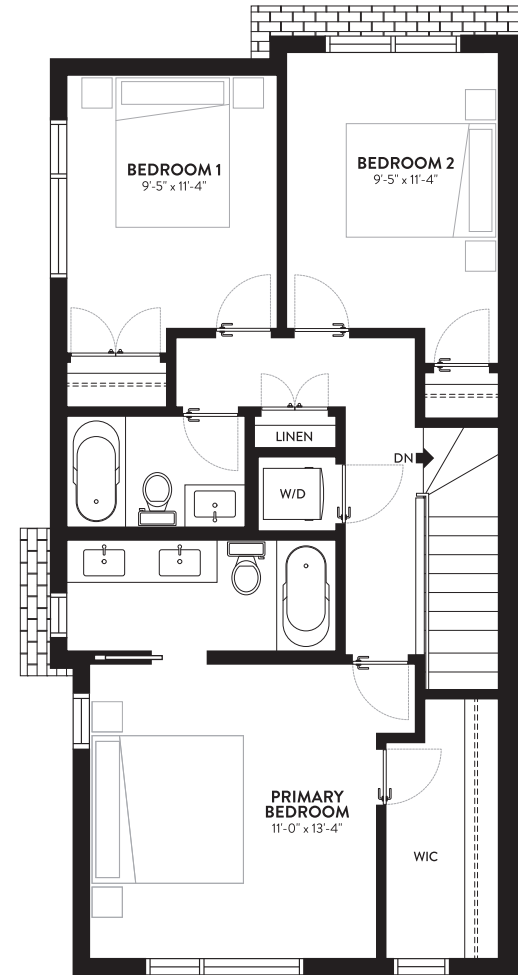 BEDROOM 1
9'-5" x 11'-4"
BEDROOM 2
9'-5" x 11'-4"
LINEN
DN
W/D
PRIMARY
BEDROOM
11'-0" x 13'-4"
WIC